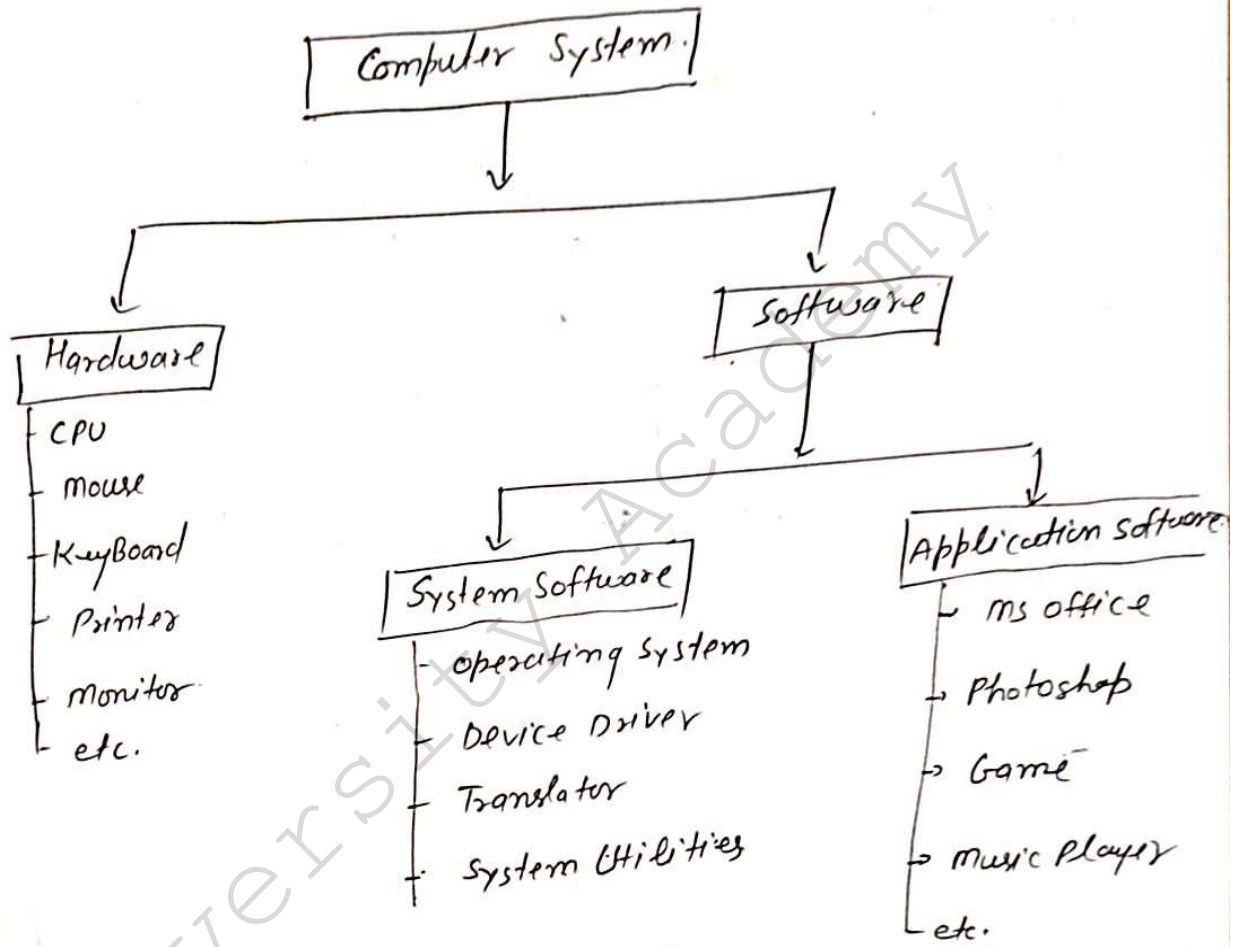 Computer System.
Hardware
CPU
mouse
KeyBoard
Printer
monitor.
etc.
Software
System Software
operating System
Device Driver
Translator
System Utilities
Application Software
ms office
Photoshop
Game
music Player
etc.
versity Academy